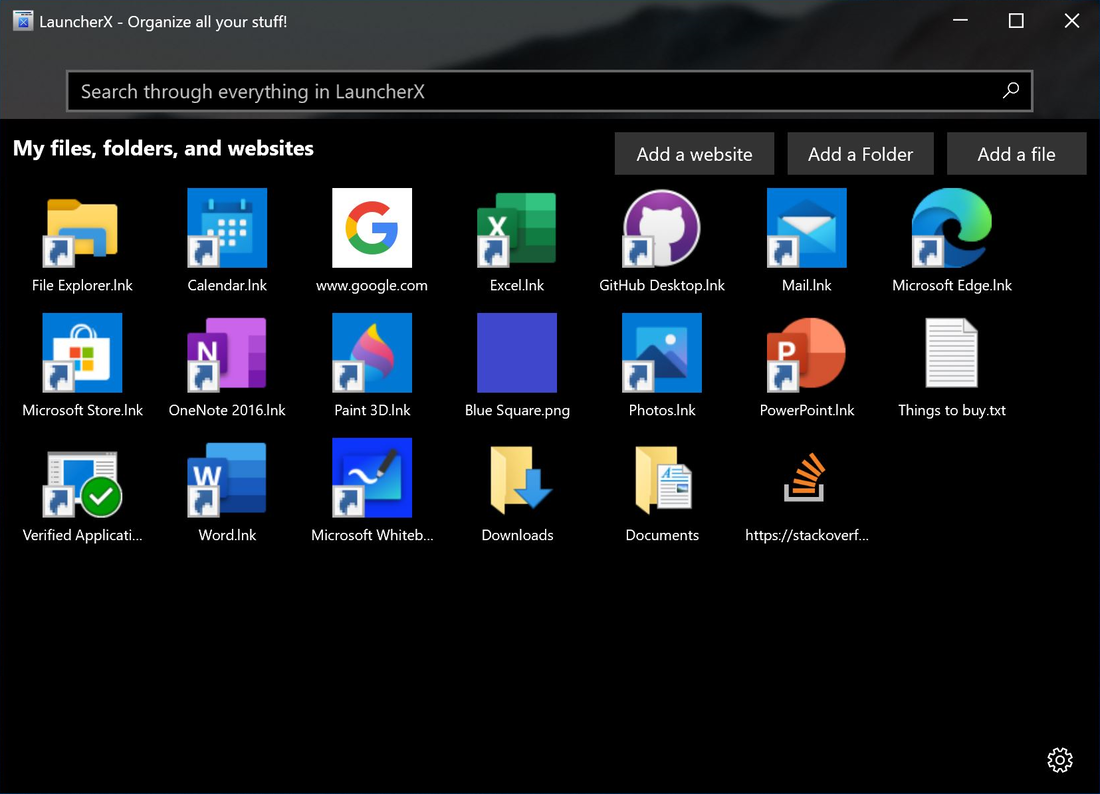 LauncherX - Organize all your stuff!
Search through everything in LauncherX
My files, folders, and websites
Add a website
Add a Folder
Add a file
File Explorer.lnk
Calendar.lnk
www.google.com
Excel.lnk
GitHub Desktop.lnk
Mail.lnk
Microsoft Edge.lnk
Microsoft Store.lnk
OneNote 2016.lnk
Paint 3D.lnk
Blue Square.png
Photos.lnk
PowerPoint.lnk
Things to buy.txt
Verified Applicati...
Word.lnk
Microsoft Whiteb...
Downloads
Documents
https://stackoverf...